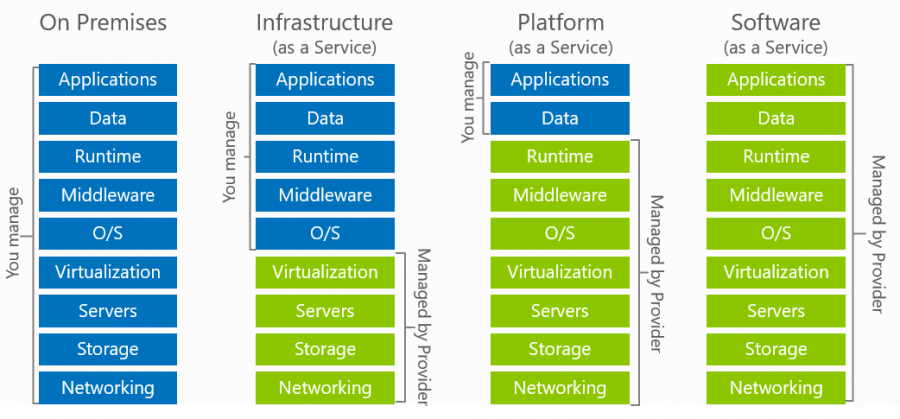 On Premises
Applications
Data
Runtime
Middleware
O/S
Virtualization
Servers
Storage
Networking
You manage
Infrastructure
(as a Service)
Applications
Data
Runtime
Middleware
O/S
Virtualization
Servers
Storage
Networking
You manage
Managed by Provider
Platform
(as a Service)
Applications
Data
Runtime
Middleware
O/S
Virtualization
Servers
Storage
Networking
You manage
Managed by Provider
Software
(as a Service)
Applications
Data
Runtime
Middleware
O/S
Virtualization
Servers
Storage
Networking
Managed by Provider